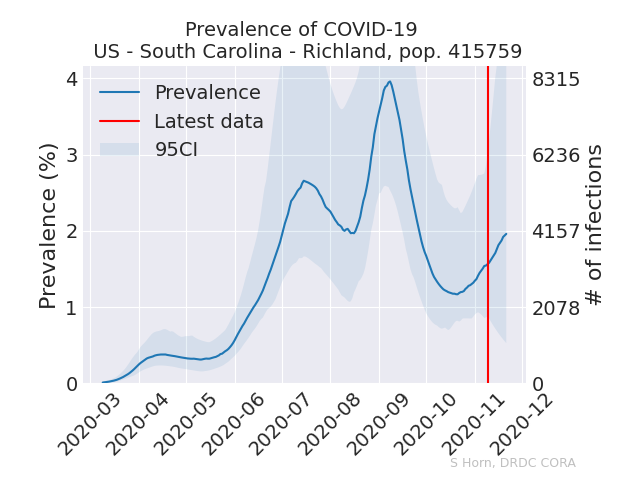 Prevalence of COVID-19
US - South Carolina - Richland, pop. 415759
Prevalence
Latest data
95CI
Prevalence (%)
4
3
2
1
0
# of infections
8315
6236
4157
2078
0
2020-03
2020-04
2020-05
2020-06
2020-07
2020-08
2020-09
2020-10
2020-11
2020-12
S Horn, DRDC CORA